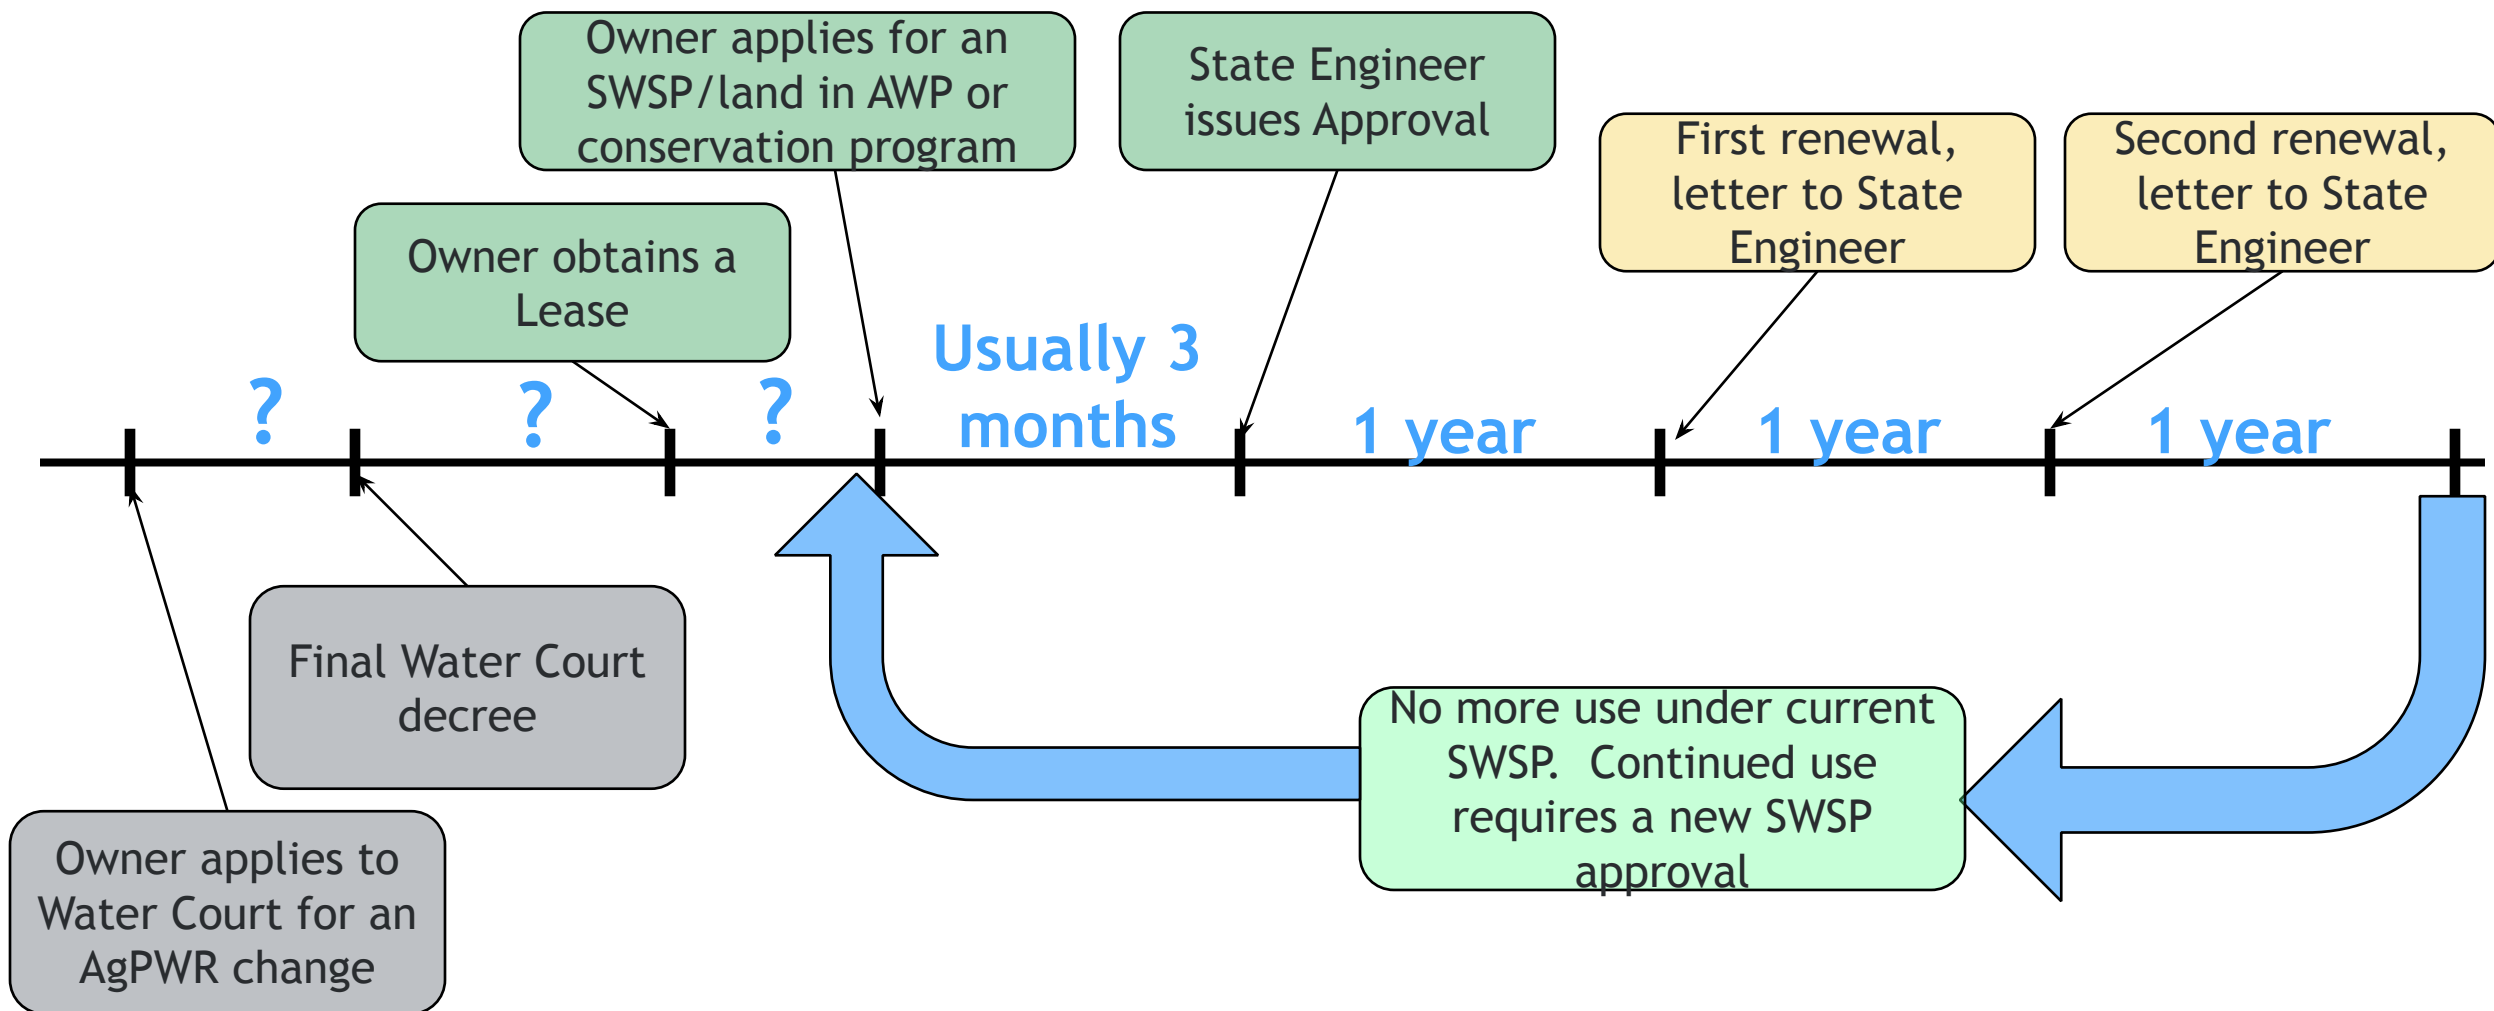 Owner applies for an
SWSP/land in AWP or
conservation program
State Engineer
issues Approval
First renewal,
letter to State
Engineer
Second renewal,
letter to State
Engineer
Owner obtains a
Lease
?
?
?
Usually 3
months
1 year
1 year
1 year
Final Water Court
decree
Owner applies to
Water Court for an
AgPWR change
No more use under current
SWSP.  Continued use
requires a new SWSP
approval